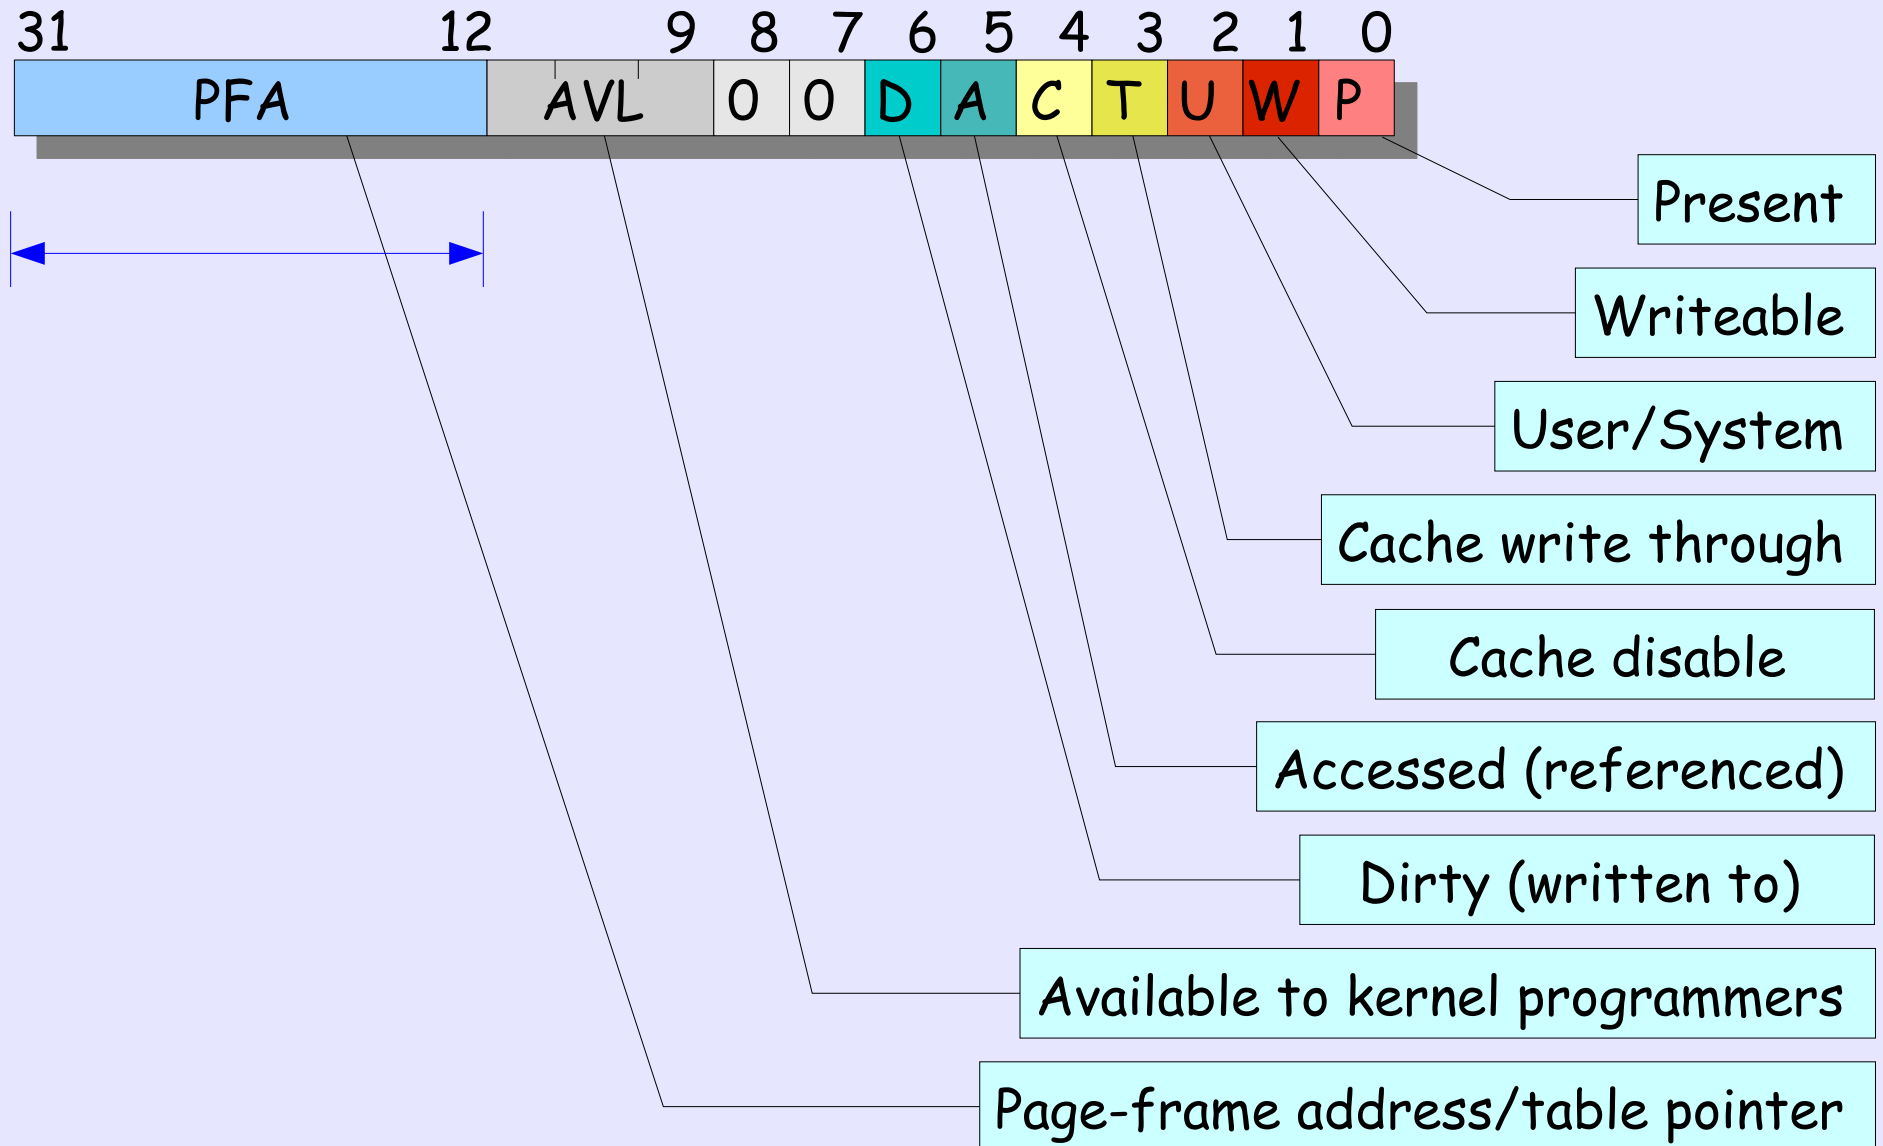 31 12 9 8 7 6 5 4 3 2 1 0
PFA AVL 0 0 D A C T U W P
Present
Writeable
User/System
Cache write through
Cache disable
Accessed (referenced)
Dirty (written to)
Available to kernel programmers
Page-frame address/table pointer